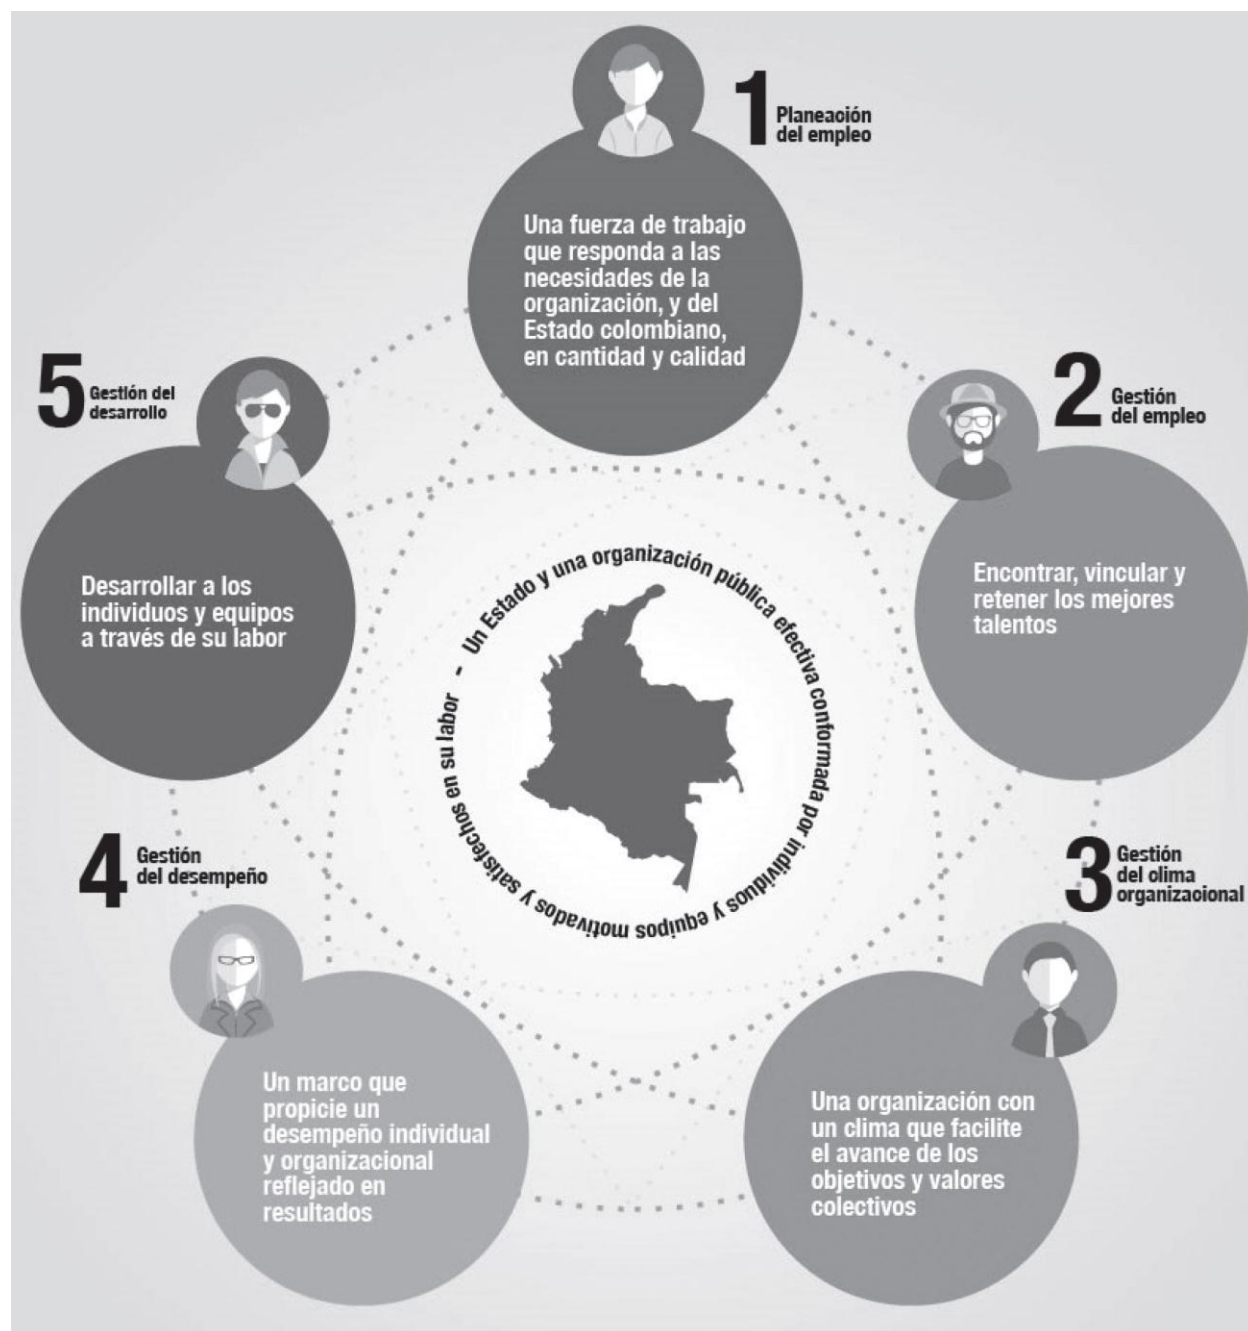 1
Planeación
del empleo
Una fuerza de trabajo
que responda a las
necesidades de la
organización, y del
Estado colombiano,
en cantidad y calidad
2
Gestión
del empleo
Encontrar, vincular y
retener los mejores
talentos
3
Gestión
del clima
organizacional
Una organización con
un clima que facilite
el avance de los
objetivos y valores
colectivos
4
Gestión
del desempeño
Un marco que
propicie un
desempeño individual
y organizacional
reflejado en
resultados
5
Gestión del
desarrollo
Desarrollar a los
individuos y equipos
a través de su labor
- Un Estado y una organización pública efectiva conformada por individuos y equipos motivados y satisfechos en su labor